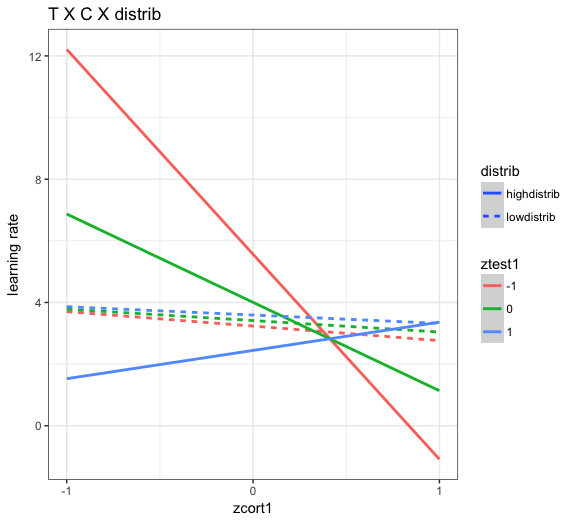 T X C X distrib
12
8
4
0
learning rate
-1
0
1
zcort1
distrib
highdistrib
lowdistrib
ztest1
-1
0
1